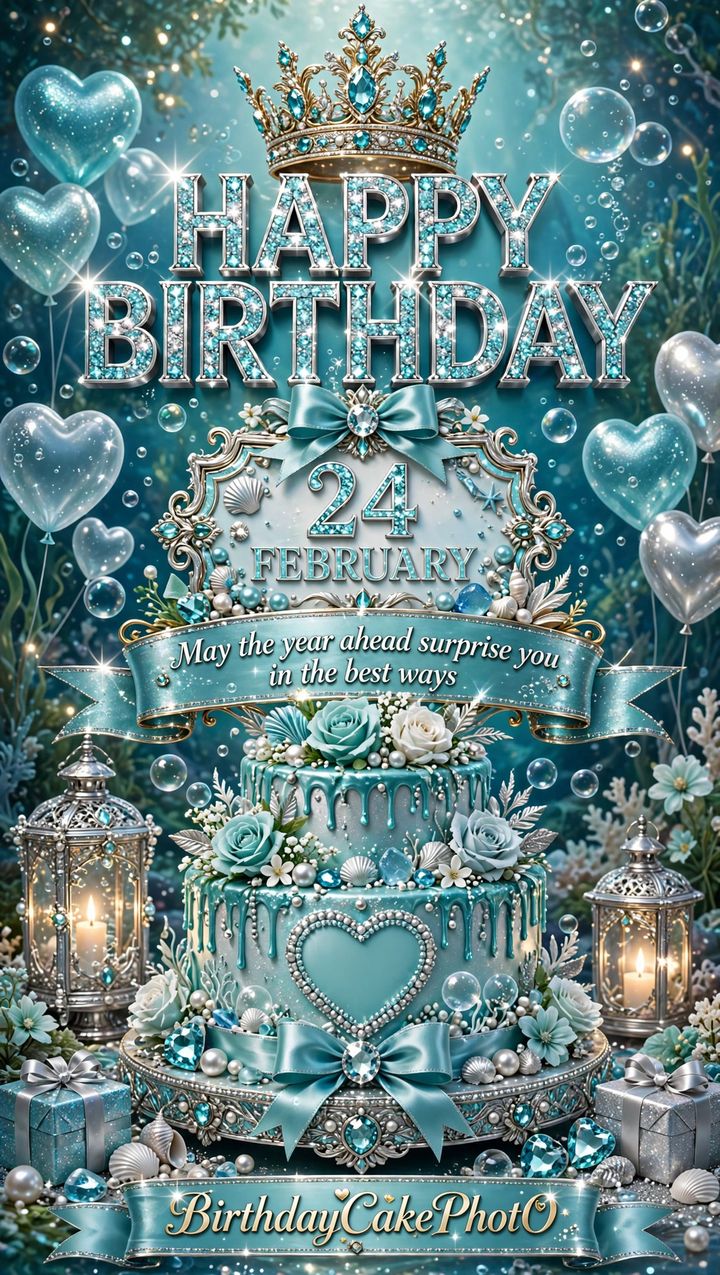 HAPPY
BIRTHDAY
24
FEBRUARY
May the year ahead surprise you
in the best ways
BirthdayCakePhotO